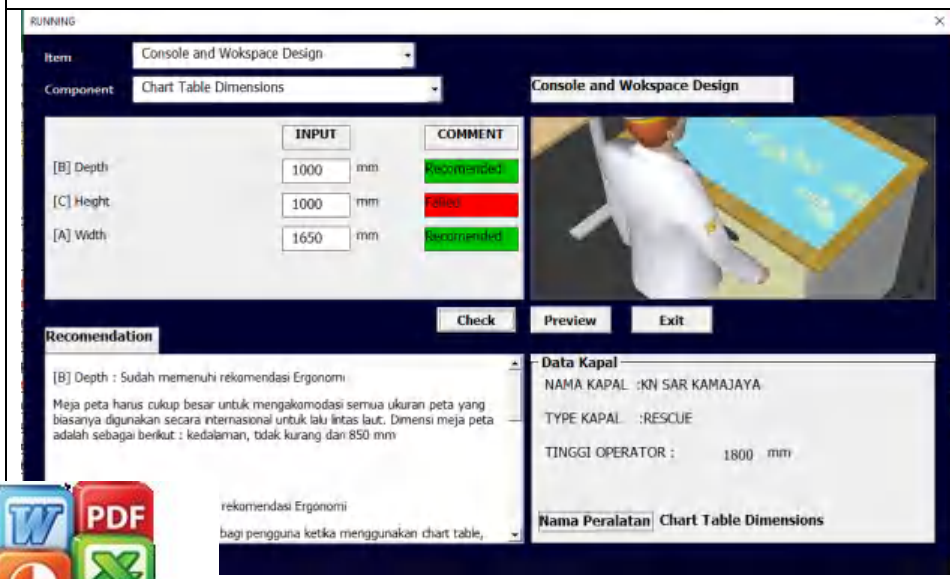 RUNNING
Item Console and Wokspace Design
Component Chart Table Dimensions
Console and Wokspace Design
INPUT COMMENT
[B] Depth 1000 mm Recomended
[C] Height 1000 mm Failed
[A] Width 1650 mm Recomended
Check Preview Exit
Recomendation
[B] Depth : Sudah memenuhi rekomendasi Ergonomi
Meja peta harus cukup besar untuk mengakomodasi semua ukuran peta yang
biasanya digunakan secara internasional untuk lalu lintas laut. Dimensi meja peta
adalah sebagai berikut : kedalaman, tidak kurang dari 850 mm
rekomendasi Ergonomi
bagi pengguna ketika menggunakan chart table,
Data Kapal
NAMA KAPAL :KN SAR KAMAJAYA
TYPE KAPAL :RESCUE
TINGGI OPERATOR : 1800 mm
Nama Peralatan Chart Table Dimensions
W PDF
X